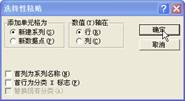 选择性粘贴
添加单元格为
新建系列(S)
新数据点(P)
数值(Y)轴在
行(R)
列(C)
确定
取消
首列为系列名称(N)
首行为分类 X 标志(F)
替换现有分类(A)